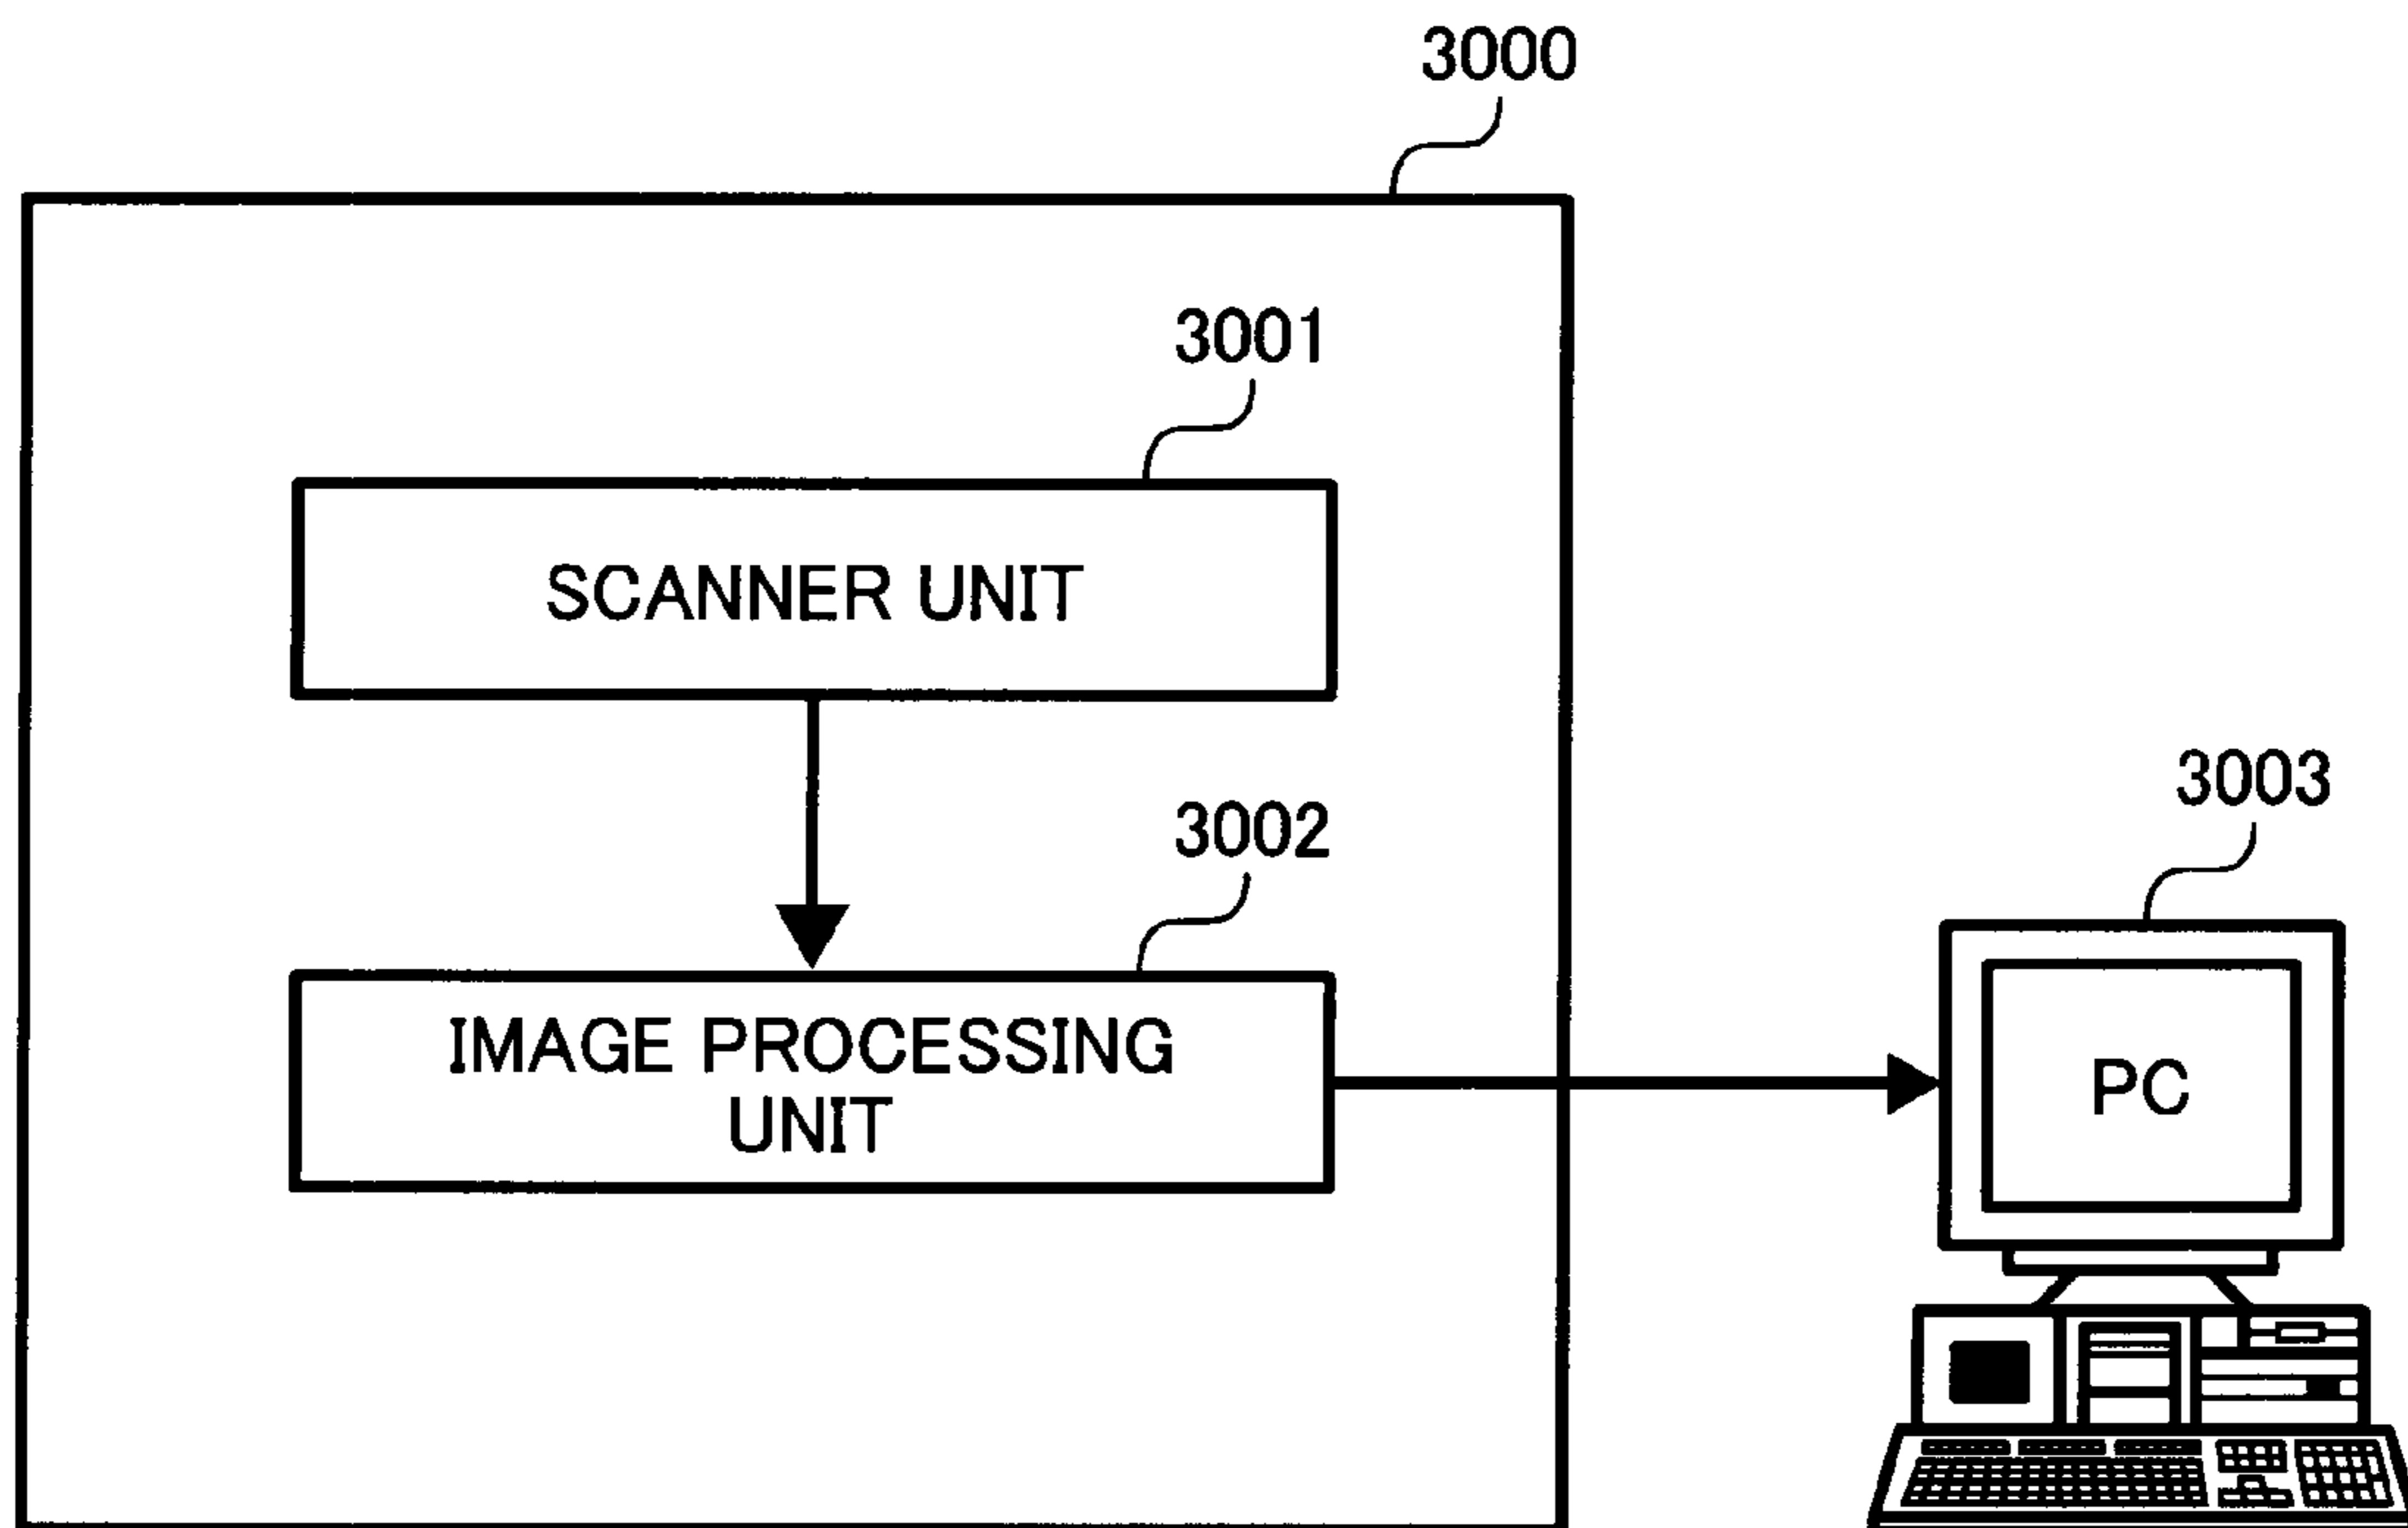 3000
3001
SCANNER UNIT
3002
IMAGE PROCESSING
UNIT
3003
PC